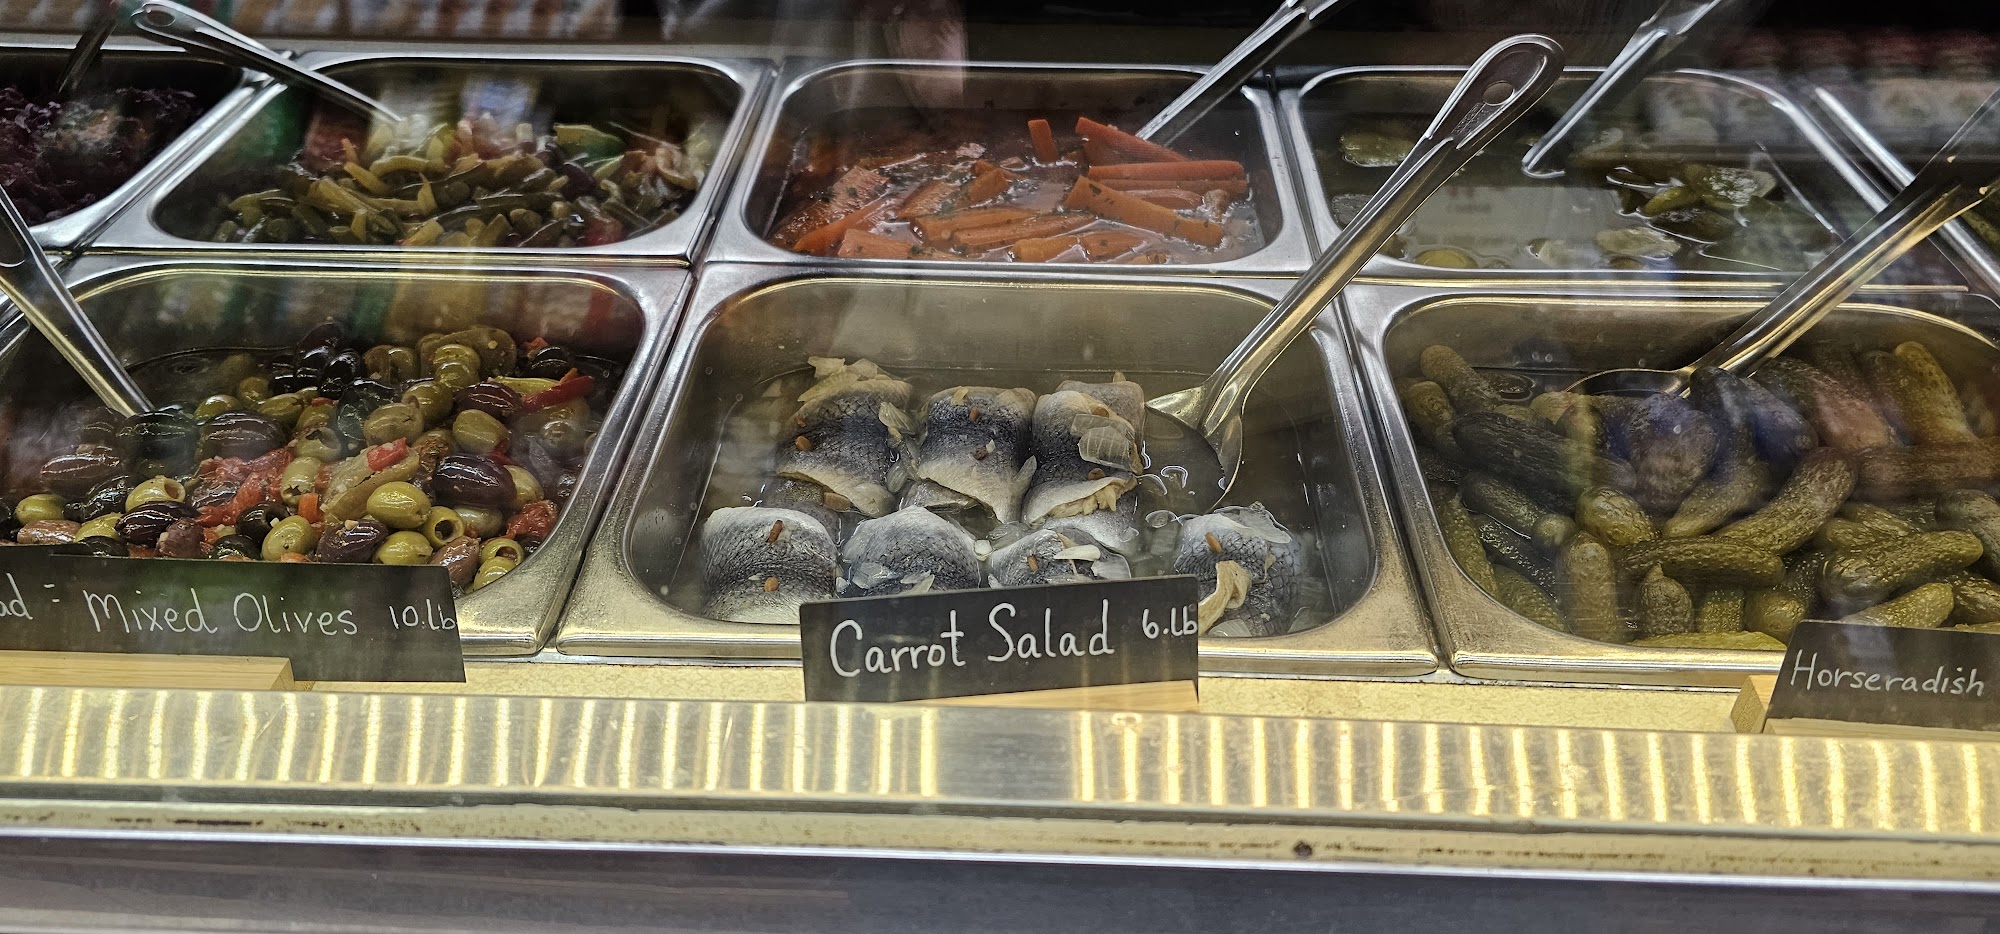 ad - Mixed Olives 10.lb
Carrot Salad 6.lb
Horseradish